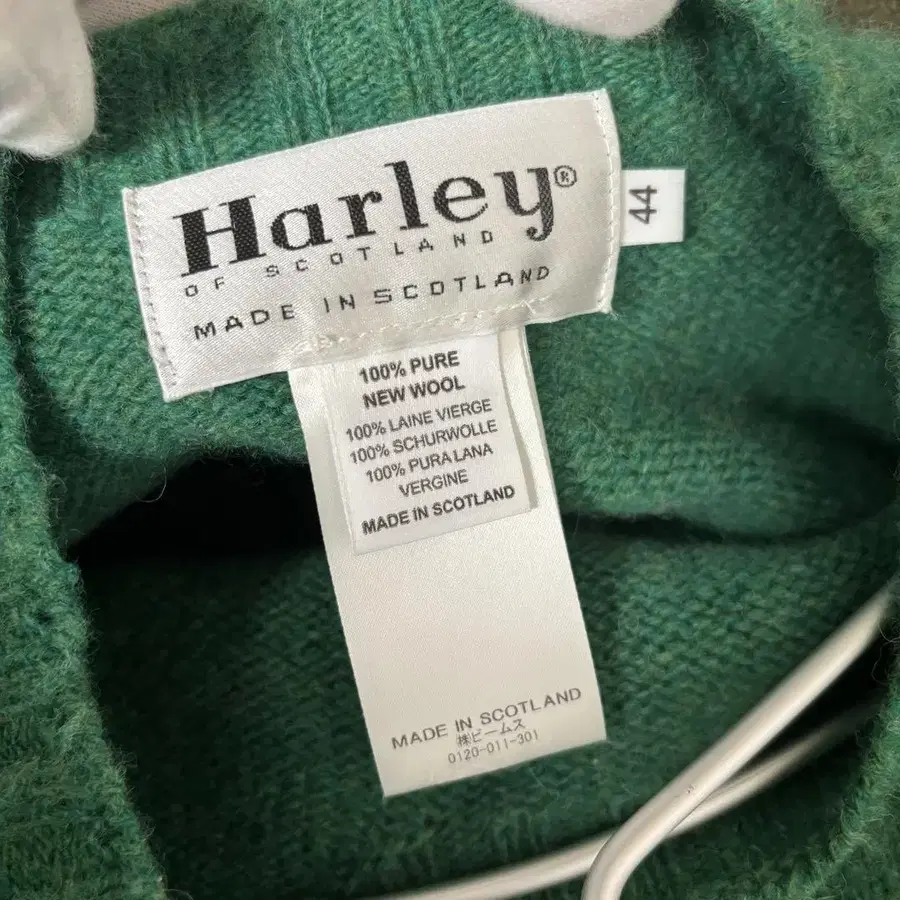 Harley®
OF SCOTLAND
MADE IN SCOTLAND
44
100% PURE
NEW WOOL
100% LAINE VIERGE
100% SCHURWOLLE
100% PURA LANA
VERGINE
MADE IN SCOTLAND
MADE IN SCOTLAND
㈱ビームス
0120-011-301